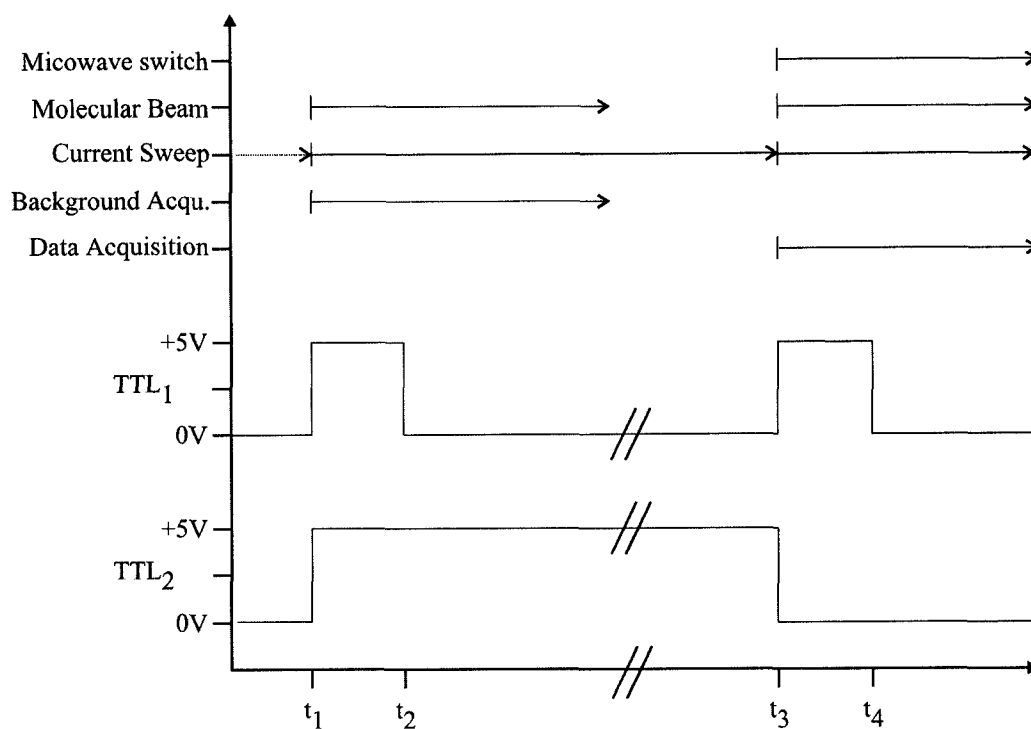 Micowave switch
Molecular Beam
Current Sweep
Background Acqu.
Data Acquisition
+5V
TTL1
0V
+5V
TTL2
0V
t1 t2 t3 t4